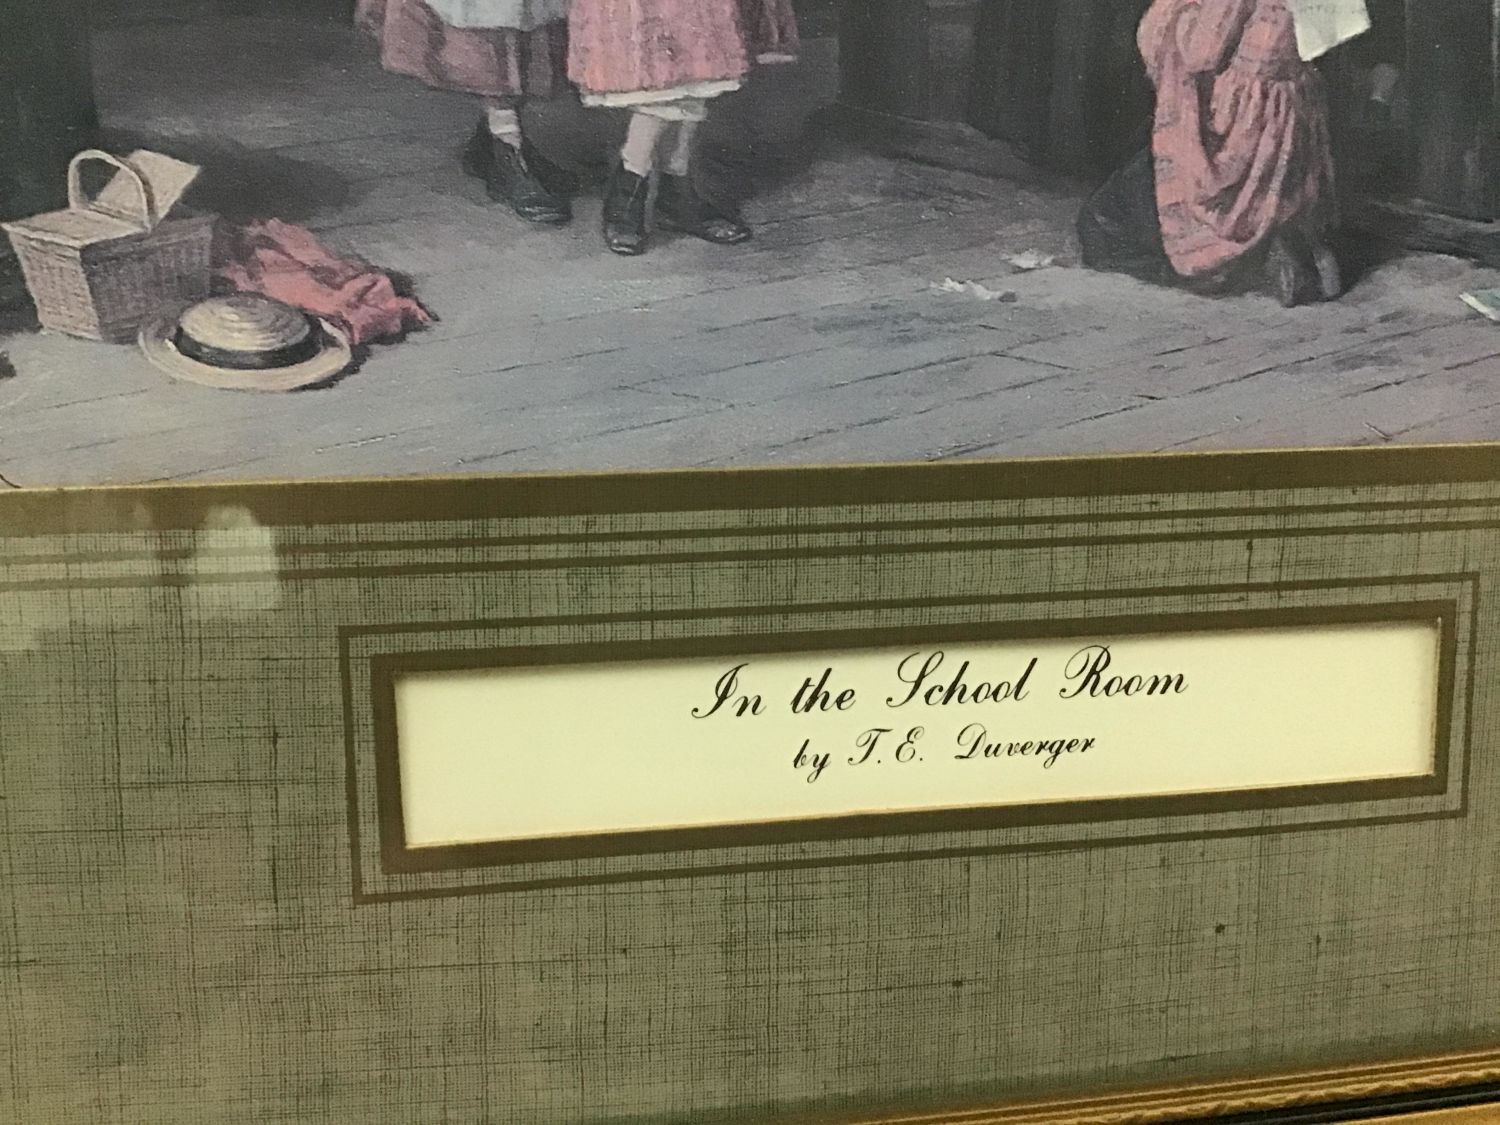 In the School Room
by T. E. Duverger